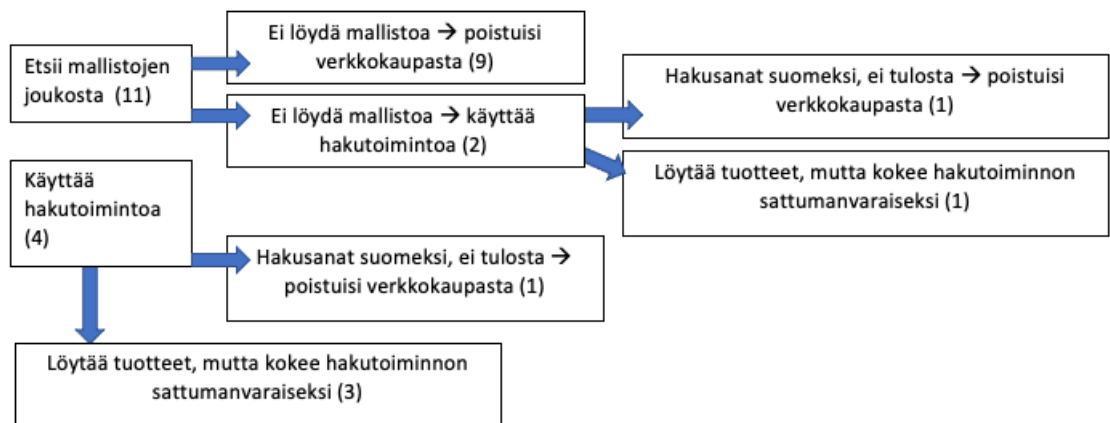 Etsii mallistojen
joukosta (11)
Ei löydä mallistoa → poistuisi
verkkokaupasta (9)
Ei löydä mallistoa → käyttää
hakutoimintoa (2)
Hakusanat suomeksi, ei tulosta → poistuisi
verkkokaupasta (1)
Löytää tuotteet, mutta kokee hakutoiminnon
sattumanvaraiseksi (1)
Käyttää
hakutoimintoa
(4)
Hakusanat suomeksi, ei tulosta →
poistuisi verkkokaupasta (1)
Löytää tuotteet, mutta kokee hakutoiminnon
sattumanvaraiseksi (3)